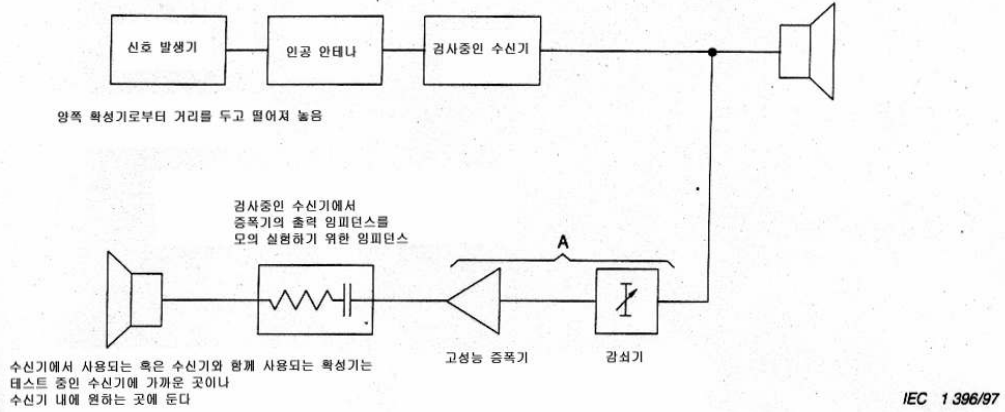 신호 발생기
인공 안테나
검사중인 수신기
양쪽 확성기로부터 거리를 두고 떨어져 놓음
검사중인 수신기에서
증폭기의 출력 임피던스를
모의 실험하기 위한 임피던스
A
고성능 증폭기
감쇠기
수신기에서 사용되는 혹은 수신기와 함께 사용되는 확성기는
테스트 중인 수신기에 가까운 곳이나
수신기 내에 원하는 곳에 둔다
IEC 1 396/97